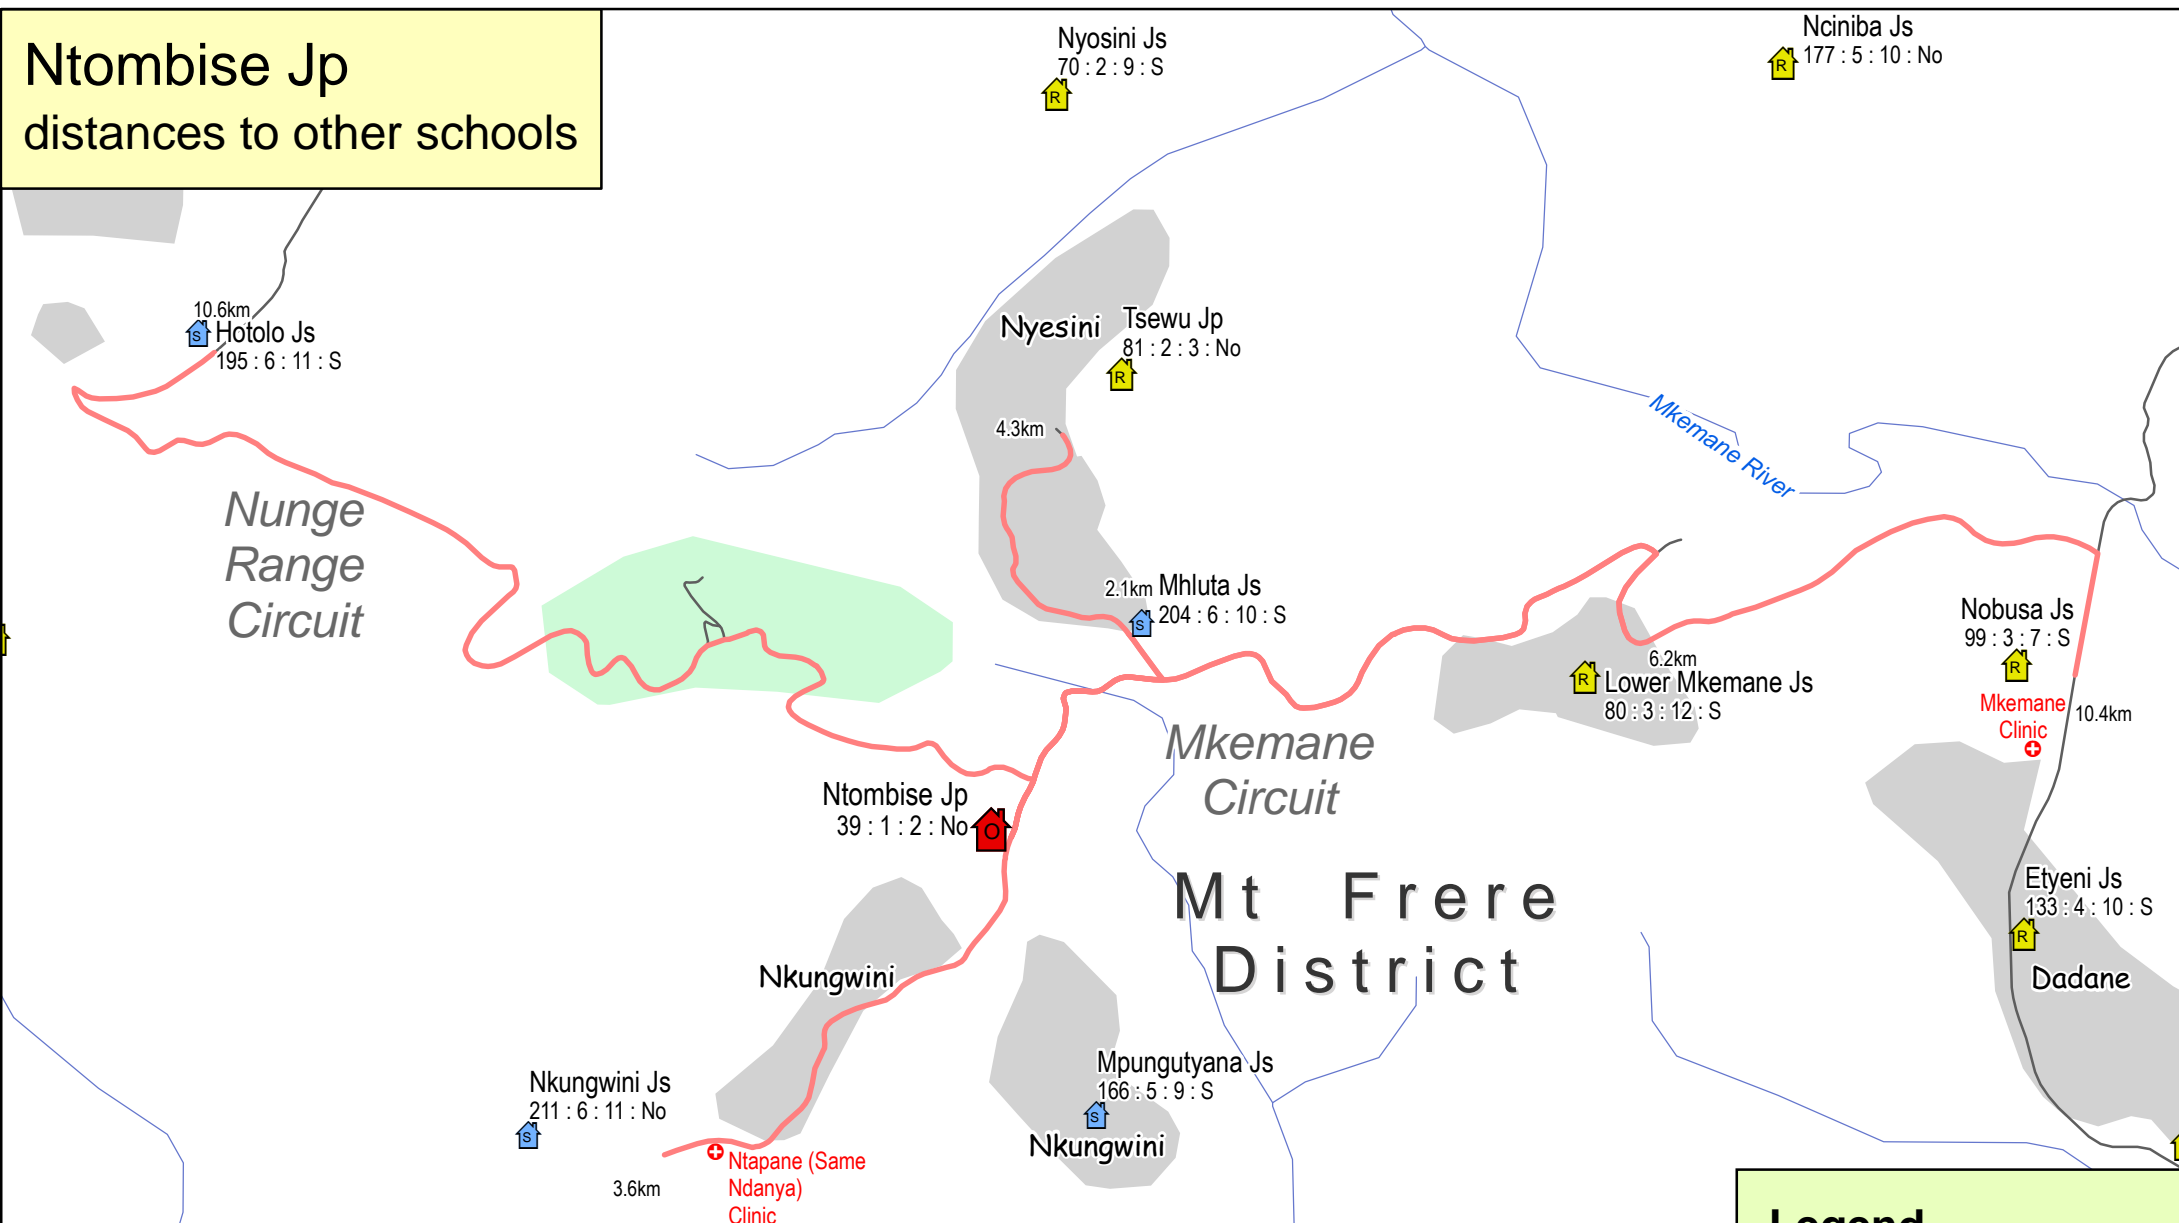 Ntombise Jp
distances to other schools
Nyosini Js
70 : 2 : 9 : S
R
Nciniba Js
177 : 5 : 10 : No
R
10.6km
Hotolo Js
S
195 : 6 : 11 : S
Nyesini
Tsewu Jp
81 : 2 : 3 : No
R
4.3km
Mkemane River
Nunge
Range
Circuit
2.1km
Mhluta Js
204 : 6 : 10 : S
S
Nobusa Js
99 : 3 : 7 : S
R
6.2km
Lower Mkemane Js
R
80 : 3 : 12 : S
Mkemane
Clinic
10.4km
Mkemane
Circuit
Ntombise Jp
39 : 1 : 2 : No
O
Mt Frere
District
Etyeni Js
133 : 4 : 10 : S
R
Dadane
Nkungwini
Nkungwini Js
211 : 6 : 11 : No
S
Mpungutyana Js
166 : 5 : 9 : S
S
Nkungwini
Ntapane (Same
Ndanya)
Clinic
3.6km
Legend